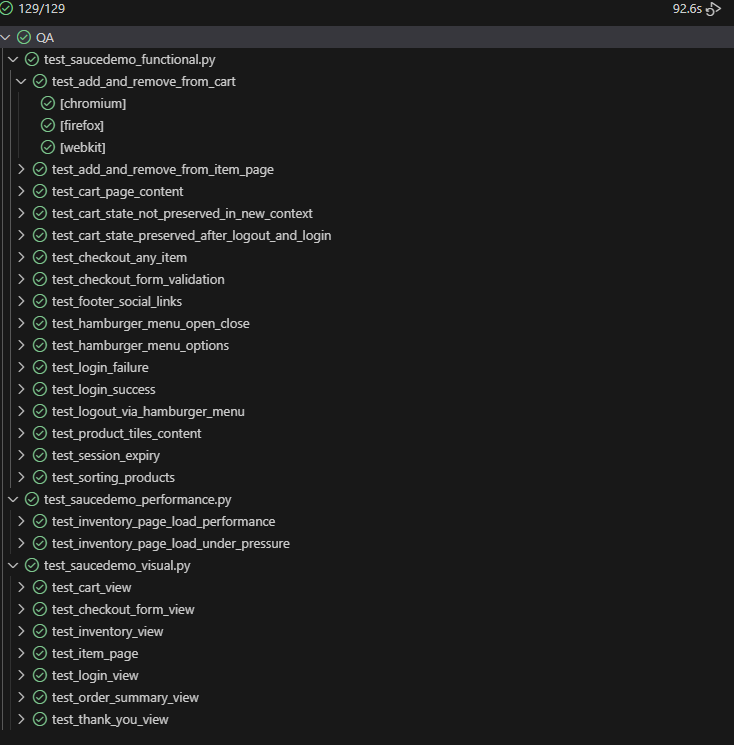 129/129 92.6s
QA
test_saucedemo_functional.py
test_add_and_remove_from_cart
[chromium]
[firefox]
[webkit]
test_add_and_remove_from_item_page
test_cart_page_content
test_cart_state_not_preserved_in_new_context
test_cart_state_preserved_after_logout_and_login
test_checkout_any_item
test_checkout_form_validation
test_footer_social_links
test_hamburger_menu_open_close
test_hamburger_menu_options
test_login_failure
test_login_success
test_logout_via_hamburger_menu
test_product_tiles_content
test_session_expiry
test_sorting_products
test_saucedemo_performance.py
test_inventory_page_load_performance
test_inventory_page_load_under_pressure
test_saucedemo_visual.py
test_cart_view
test_checkout_form_view
test_inventory_view
test_item_page
test_login_view
test_order_summary_view
test_thank_you_view